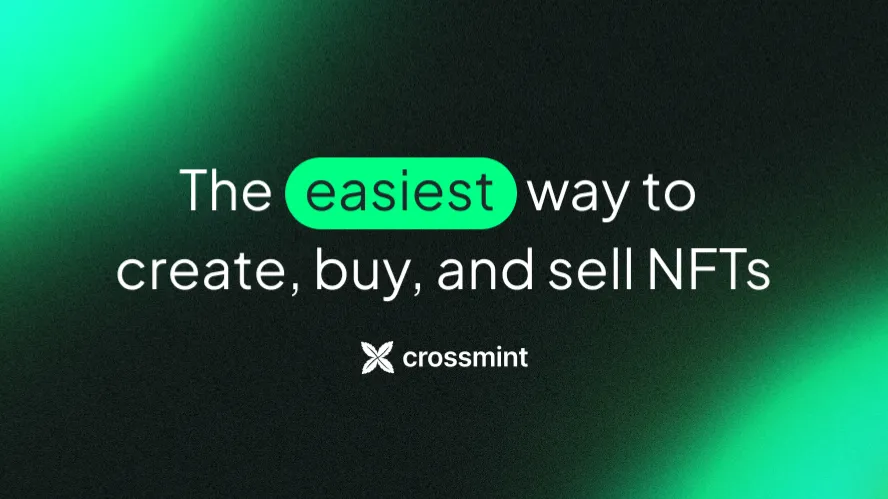 The easiest way to
create, buy, and sell NFTs
crossmint